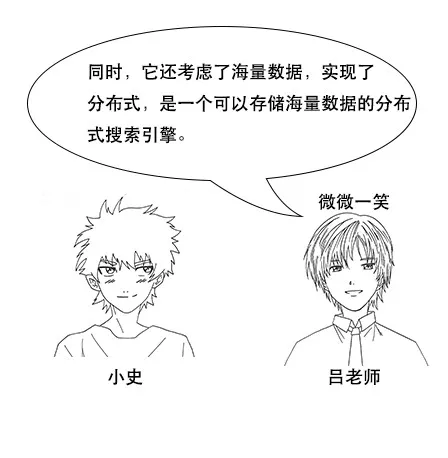 同时，它还考虑了海量数据，实现了
分布式，是一个可以存储海量数据的分布
式搜索引擎。
微微一笑
小史
吕老师